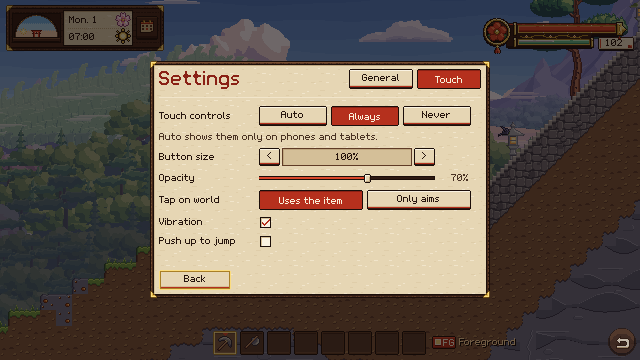 Mon. 1
07:00
102
Settings
General
Touch
Touch controls
Auto
Always
Never
Auto shows them only on phones and tablets.
Button size
<
100%
>
Opacity
70%
Tap on world
Uses the item
Only aims
Vibration
Push up to jump
Back
F6 Foreground